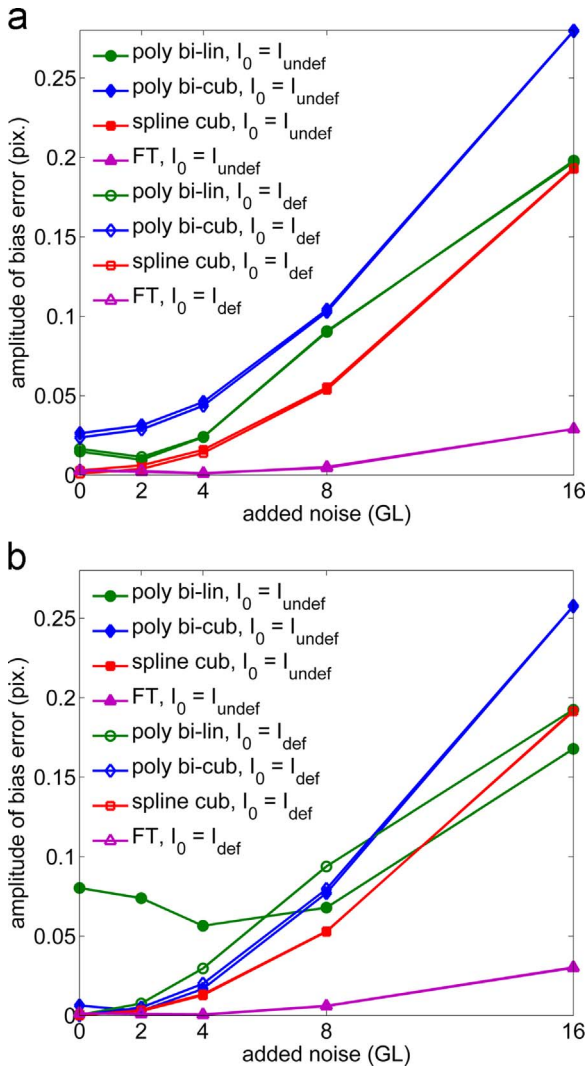 a
amplitude of bias error (pix.)
0.25
0.2
0.15
0.1
0.05
0
poly bi-lin, I0 = Iundef
poly bi-cub, I0 = Iundef
spline cub, I0 = Iundef
FT, I0 = Iundef
poly bi-lin, I0 = Idef
poly bi-cub, I0 = Idef
spline cub, I0 = Idef
FT, I0 = Idef
0 2 4 8 16
added noise (GL)
b
amplitude of bias error (pix.)
0.25
0.2
0.15
0.1
0.05
0
poly bi-lin, I0 = Iundef
poly bi-cub, I0 = Iundef
spline cub, I0 = Iundef
FT, I0 = Iundef
poly bi-lin, I0 = Idef
poly bi-cub, I0 = Idef
spline cub, I0 = Idef
FT, I0 = Idef
0 2 4 8 16
added noise (GL)